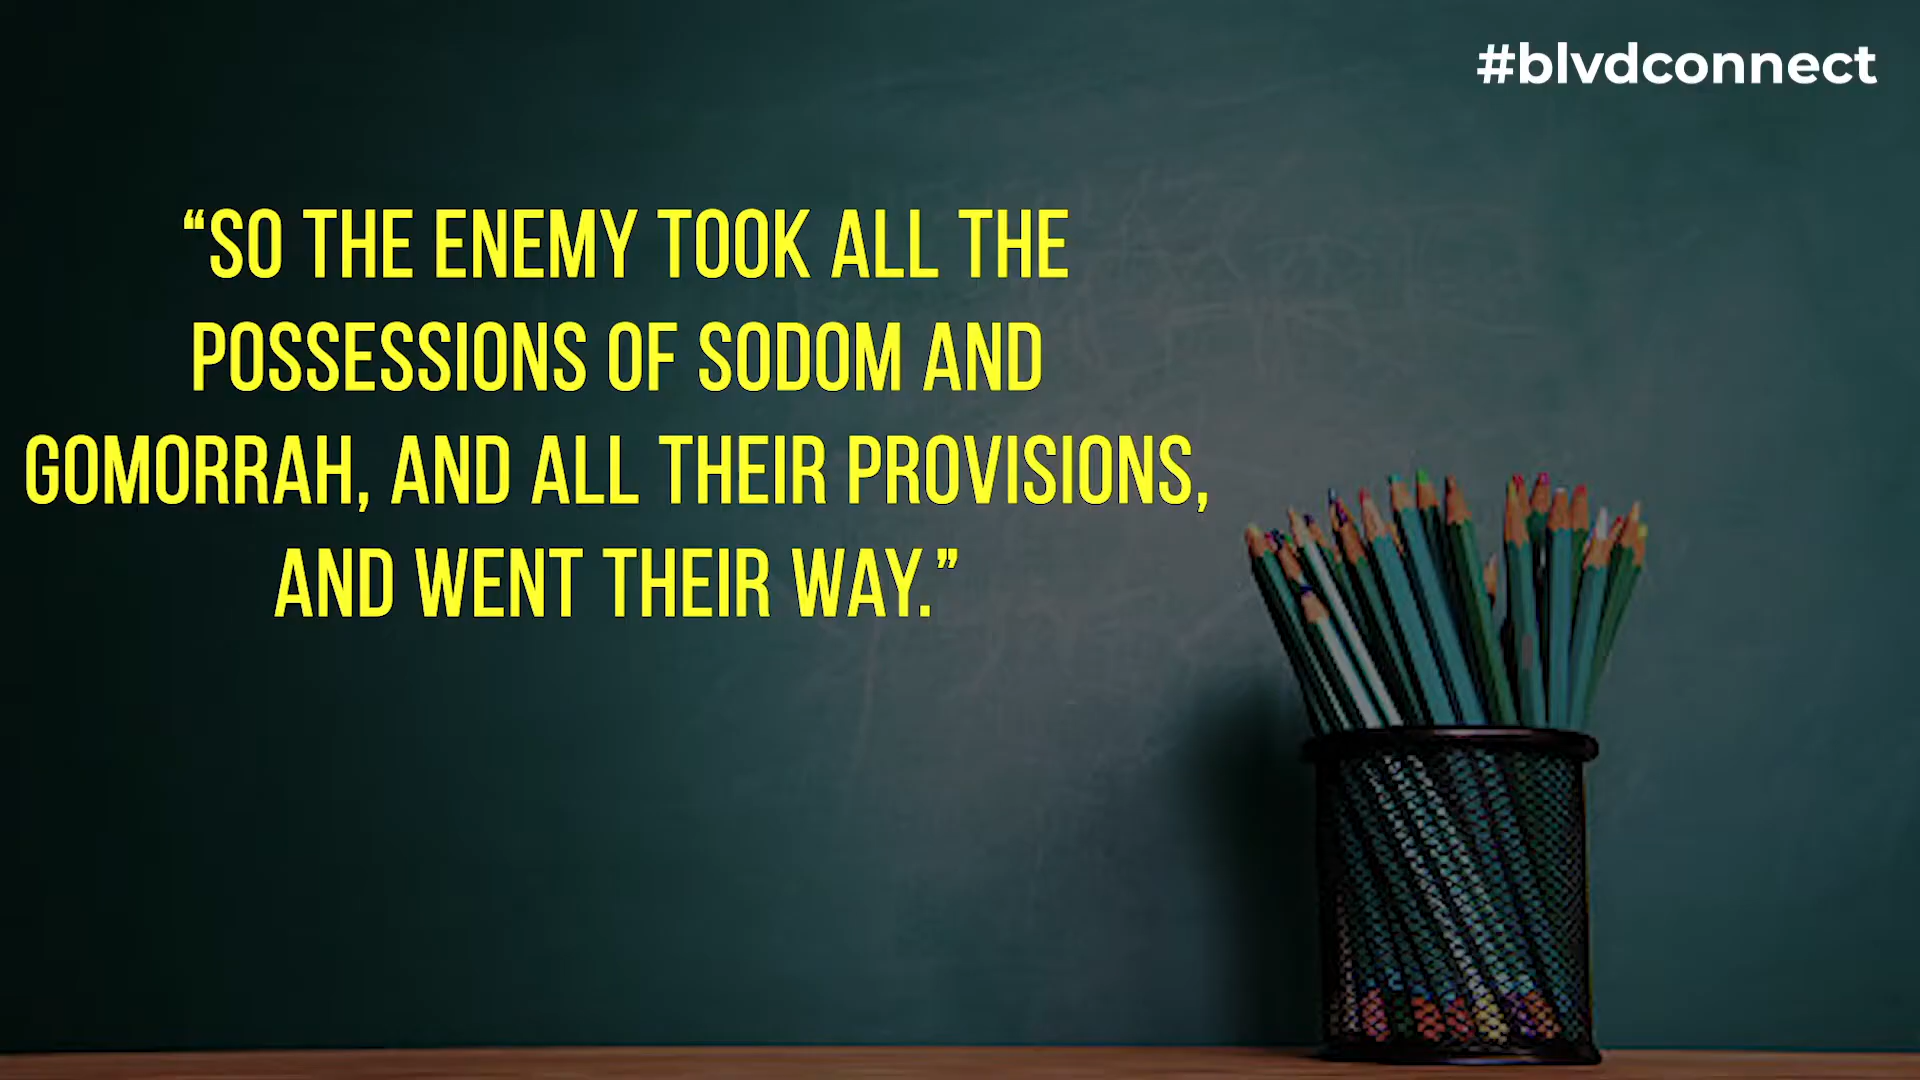 #blvdconnect
“SO THE ENEMY TOOK ALL THE
POSSESSIONS OF SODOM AND
GOMORRAH, AND ALL THEIR PROVISIONS,
AND WENT THEIR WAY.”